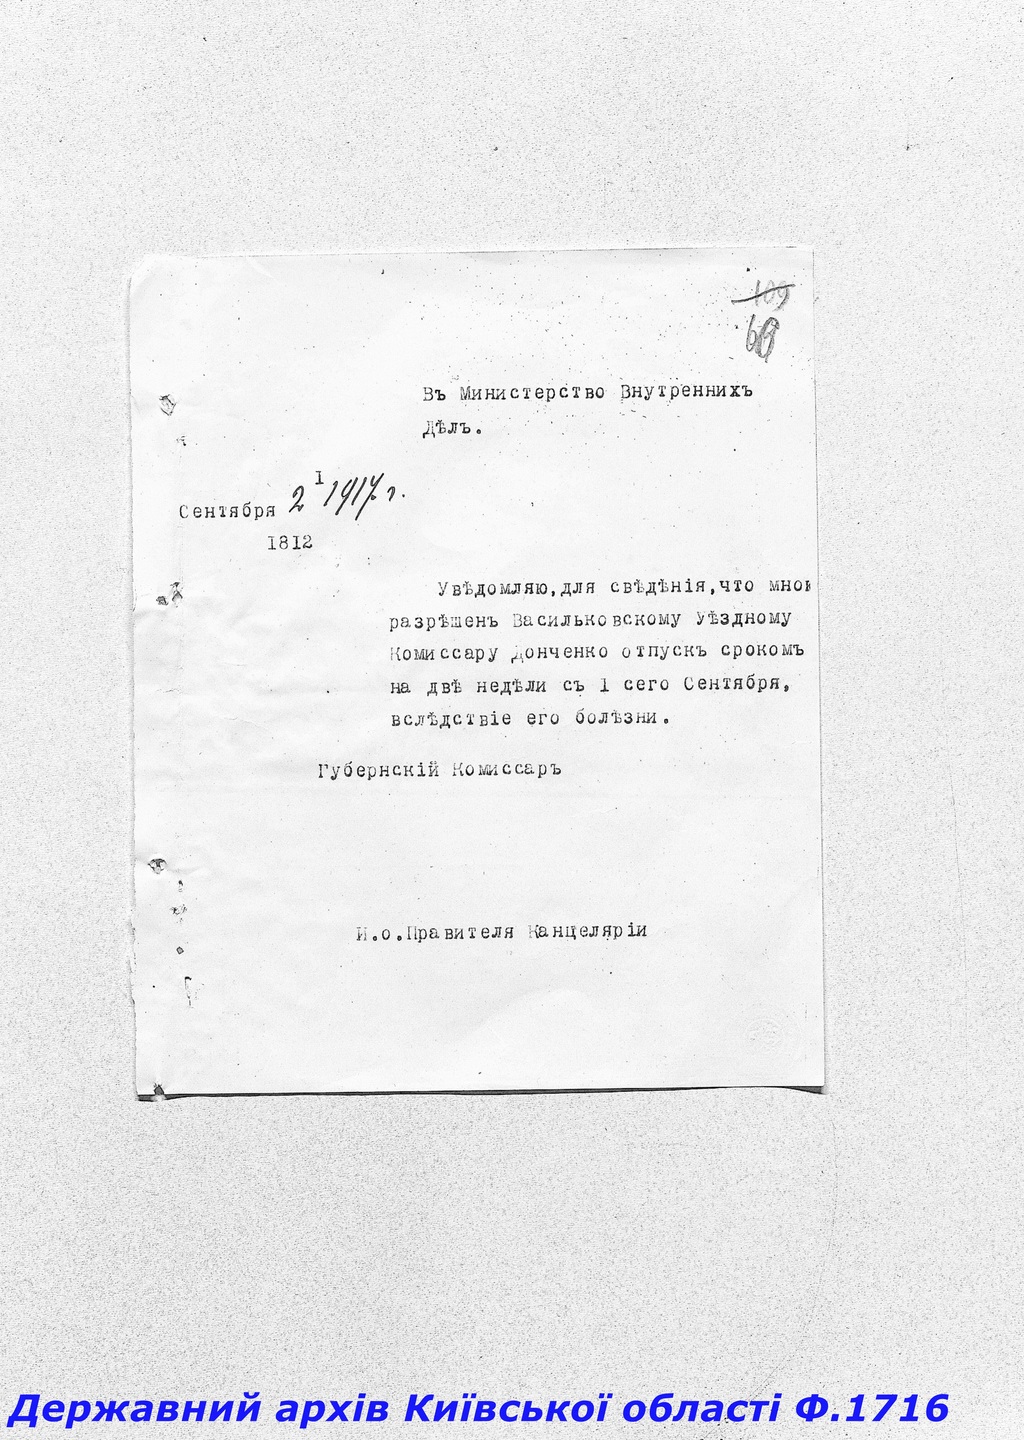 109
60
Въ Министерство Внутреннихъ
Дѣлъ.
1
Сентября 2 1917 г.
1812
Увѣдомляю, для свѣдѣнія, что мною
разрѣшенъ Васильковскому Уѣздному
Комиссару Донченко отпускъ срокомъ
на двѣ недѣли съ 1 сего Сентября,
вслѣдствіе его болѣзни.
Губернскій Комиссаръ
И.о.Правителя Канцеляріи
Державний архів Київської області Ф.1716